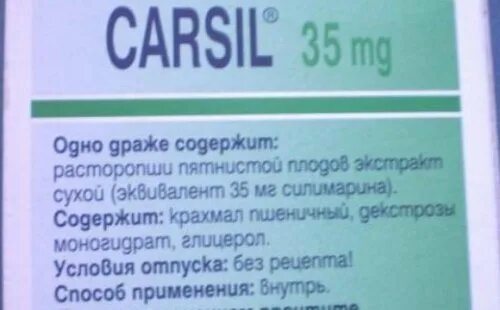 CARSIL® 35 mg
Одно драже содержит:
расторопши пятнистой плодов экстракт
сухой (эквивалент 35 мг силимарина).
Содержит: крахмал пшеничный, декстрозы
моногидрат, глицерол.
Условия отпуска: без рецепта!
Способ применения: внутрь.